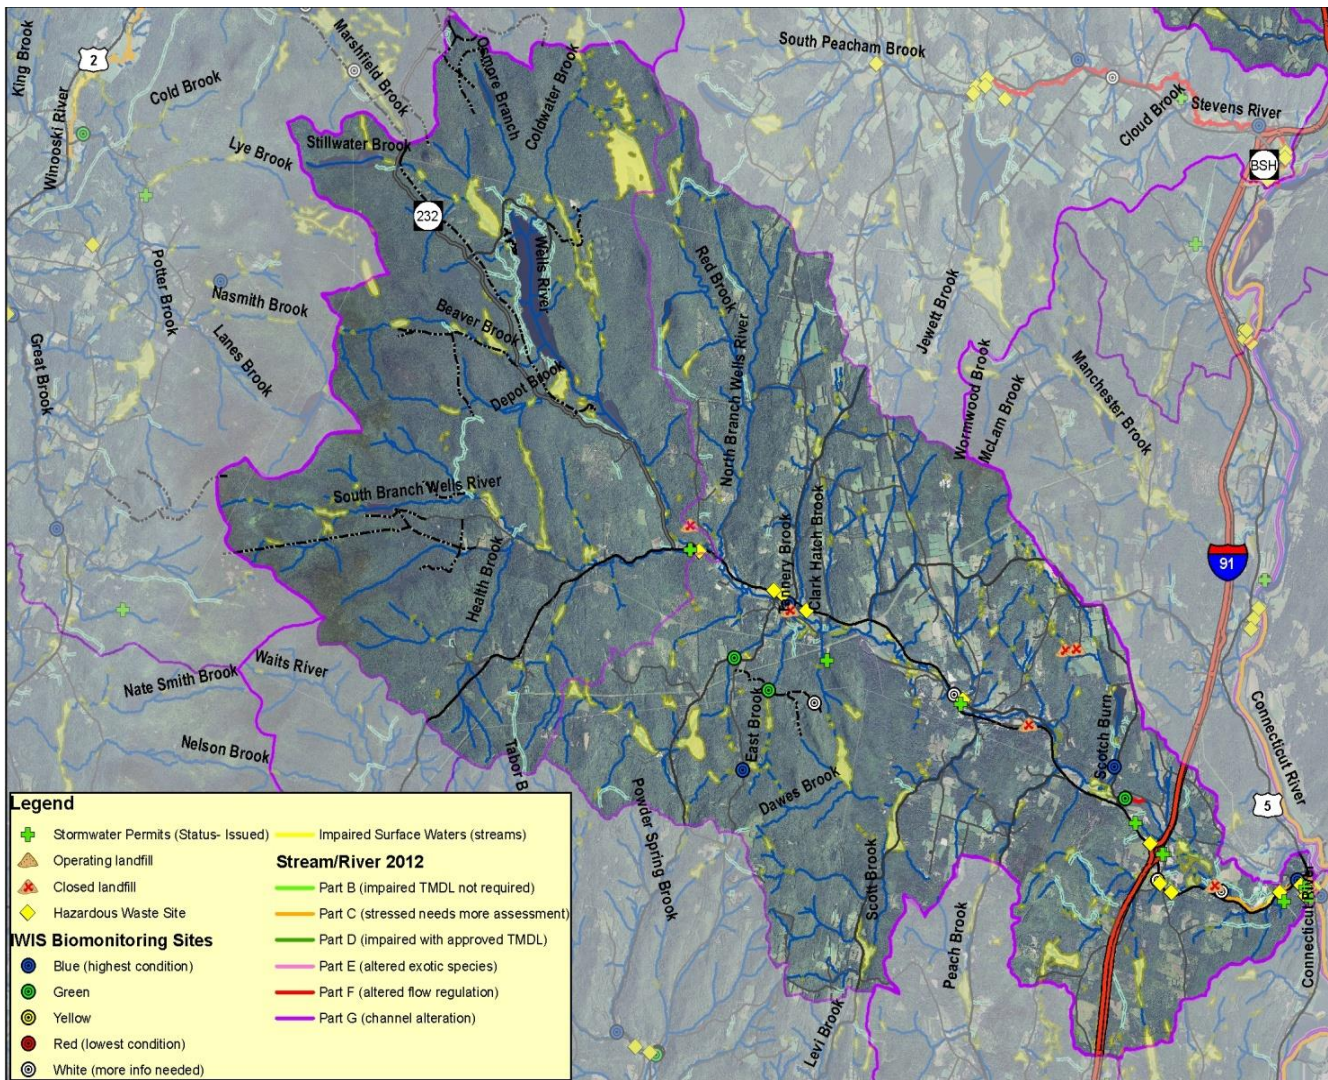 King Brook
2
Winooski River
Cold Brook
Marshfield Brook
Osmore Branch
Coldwater Brook
South Peacham Brook
Cloud Brook
Stevens River
BSH
Lye Brook
Stillwater Brook
232
Wells River
Red Brook
Potter Brook
Nasmith Brook
Lanes Brook
Great Brook
Beaver Brook
Depot Brook
North Branch Wells River
Jewett Brook
Wormwood Brook
McLam Brook
Manchester Brook
South Branch Wells River
Health Brook
Tannery Brook
Clark Hatch Brook
91
Nate Smith Brook
Waits River
Nelson Brook
Tabor B
East Brook
Dawes Brook
Powder Spring Brook
Scott Brook
Scotch Burn
Peach Brook
Levi Brook
Connecticut River
5
Connecticut River
Legend
Stormwater Permits (Status- Issued)
Operating landfill
Closed landfill
Hazardous Waste Site
IWIS Biomonitoring Sites
Blue (highest condition)
Green
Yellow
Red (lowest condition)
White (more info needed)
Impaired Surface Waters (streams)
Stream/River 2012
Part B (impaired TMDL not required)
Part C (stressed needs more assessment)
Part D (impaired with approved TMDL)
Part E (altered exotic species)
Part F (altered flow regulation)
Part G (channel alteration)